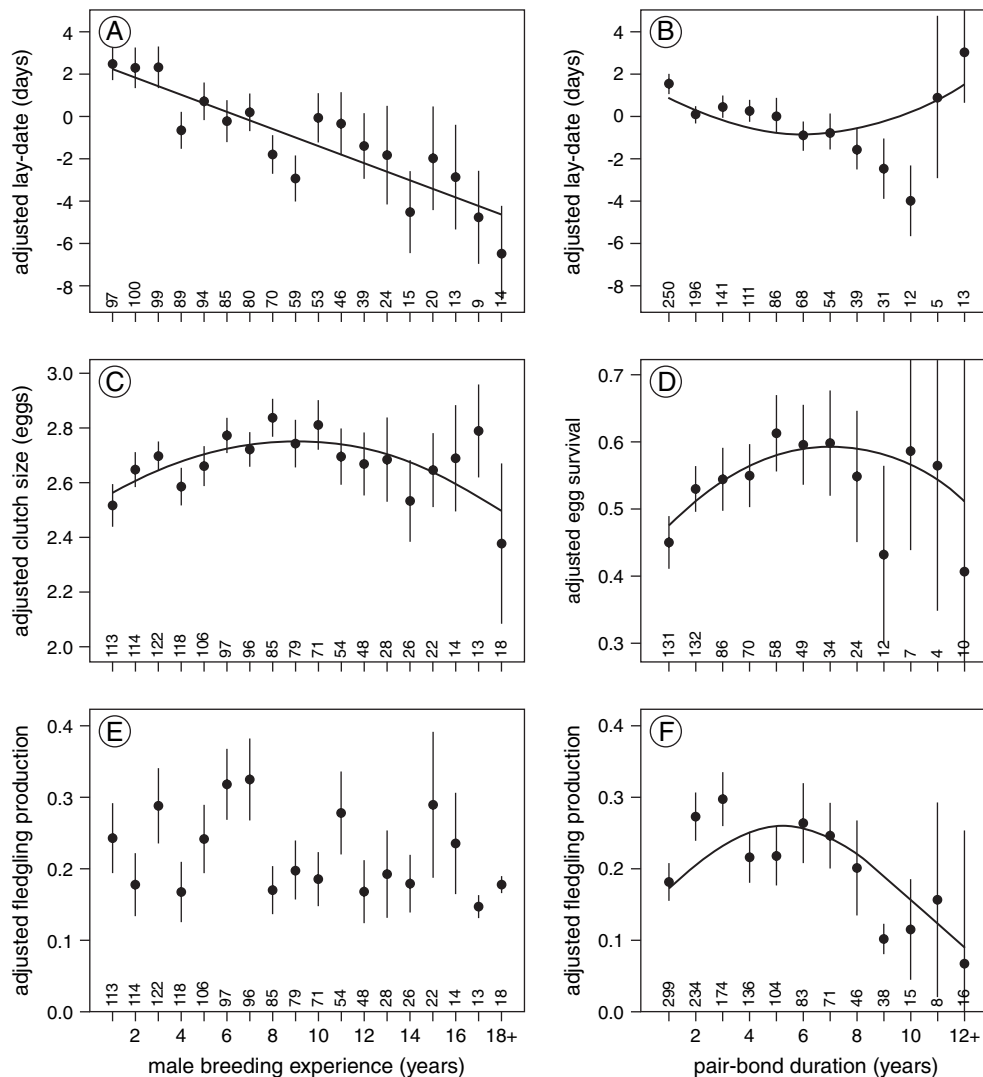 A
adjusted lay-date (days)
4
2
0
-2
-4
-6
-8
97 100 99 89 94 85 80 70 59 53 46 39 24 15 20 13 9 14
B
adjusted lay-date (days)
4
2
0
-2
-4
-6
-8
250 196 141 111 86 68 54 39 31 12 5 13
C
adjusted clutch size (eggs)
3.0
2.8
2.6
2.4
2.2
2.0
113 114 122 118 106 97 96 85 79 71 54 48 28 26 22 14 13 18
D
adjusted egg survival
0.7
0.6
0.5
0.4
0.3
131 132 86 70 58 49 34 24 12 7 4 10
E
adjusted fledgling production
0.4
0.3
0.2
0.1
0.0
113 114 122 118 106 97 96 85 79 71 54 48 28 26 22 14 13 18
2 4 6 8 10 12 14 16 18+
male breeding experience (years)
F
adjusted fledgling production
0.4
0.3
0.2
0.1
0.0
299 234 174 136 104 83 71 46 38 15 8 16
2 4 6 8 10 12+
pair-bond duration (years)